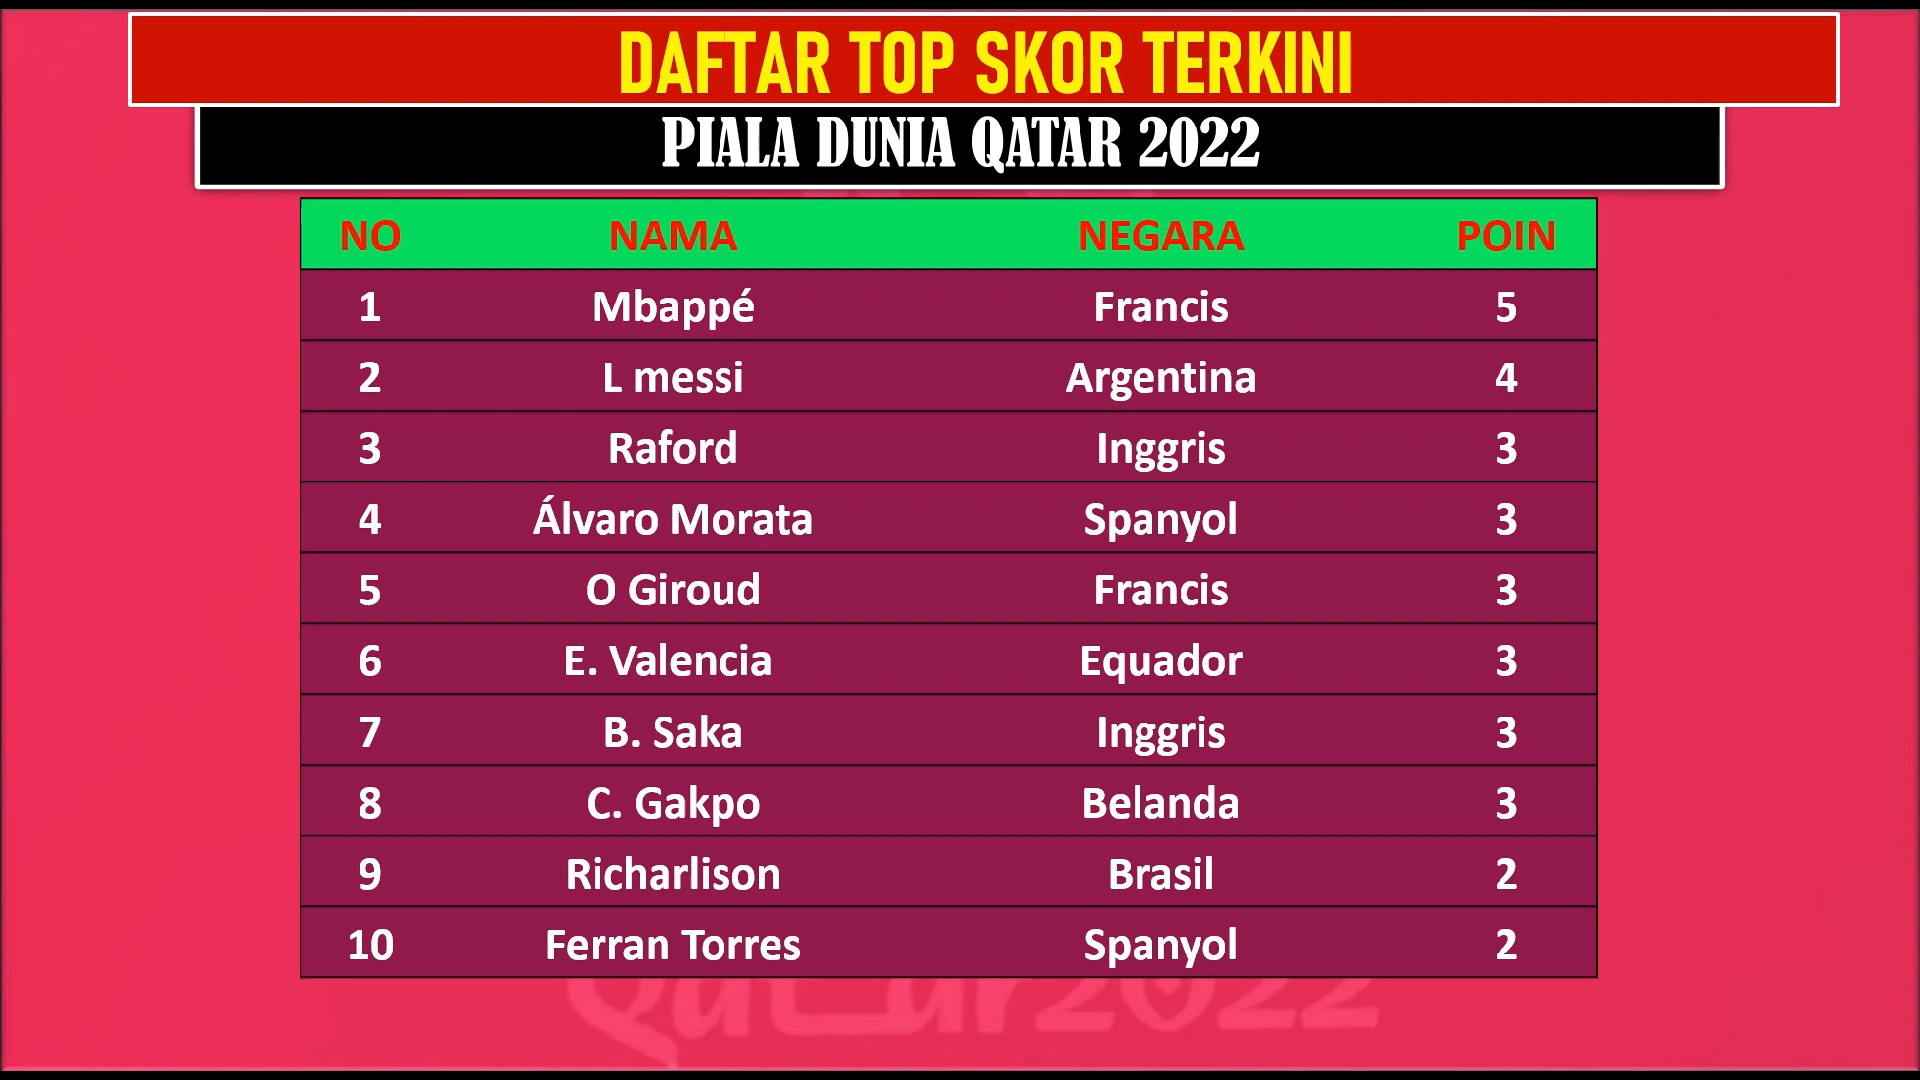 DAFTAR TOP SKOR TERKINI
PIALA DUNIA QATAR 2022
NO NAMA NEGARA POIN
1 Mbappé Francis 5
2 L messi Argentina 4
3 Raford Inggris 3
4 Álvaro Morata Spanyol 3
5 O Giroud Francis 3
6 E. Valencia Equador 3
7 B. Saka Inggris 3
8 C. Gakpo Belanda 3
9 Richarlison Brasil 2
10 Ferran Torres Spanyol 2
Qatar2022